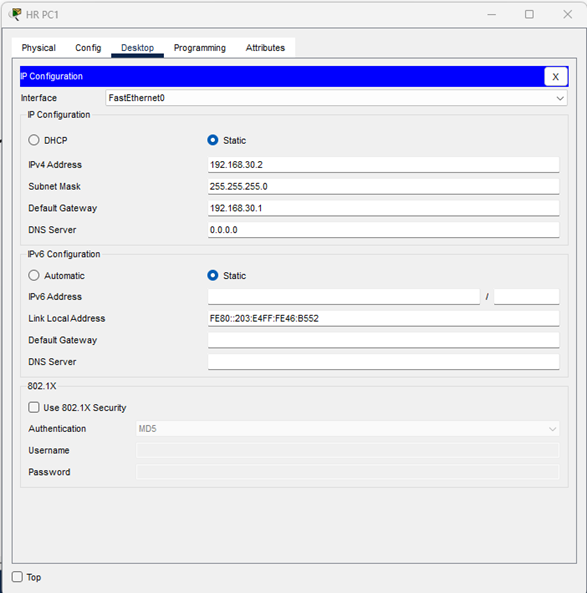 HR PC1
Physical Config Desktop Programming Attributes
IP Configuration X
Interface FastEthernet0
IP Configuration
DHCP Static
IPv4 Address 192.168.30.2
Subnet Mask 255.255.255.0
Default Gateway 192.168.30.1
DNS Server 0.0.0.0
IPv6 Configuration
Automatic Static
IPv6 Address /
Link Local Address FE80::203:E4FF:FE46:B552
Default Gateway
DNS Server
802.1X
Use 802.1X Security
Authentication MD5
Username
Password
Top